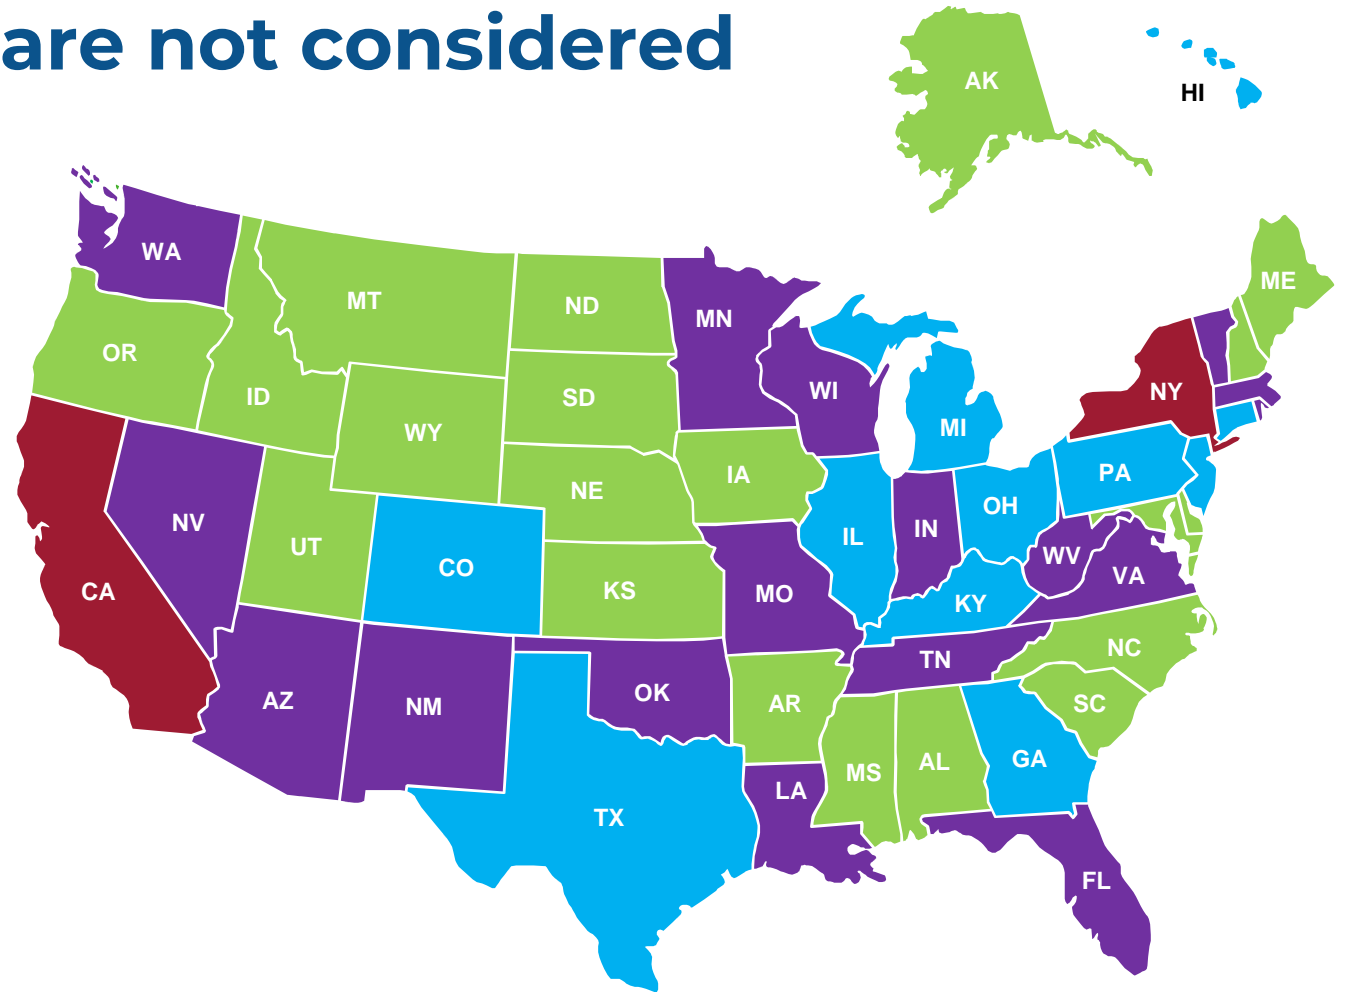 are not considered
AK
HI
WA
MT
ND
MN
ME
OR
ID
SD
WI
NY
WY
MI
IA
PA
NE
NV
OH
IL
IN
UT
CO
WV
VA
CA
KS
MO
KY
NC
TN
AZ
NM
OK
AR
SC
MS
AL
GA
LA
TX
FL